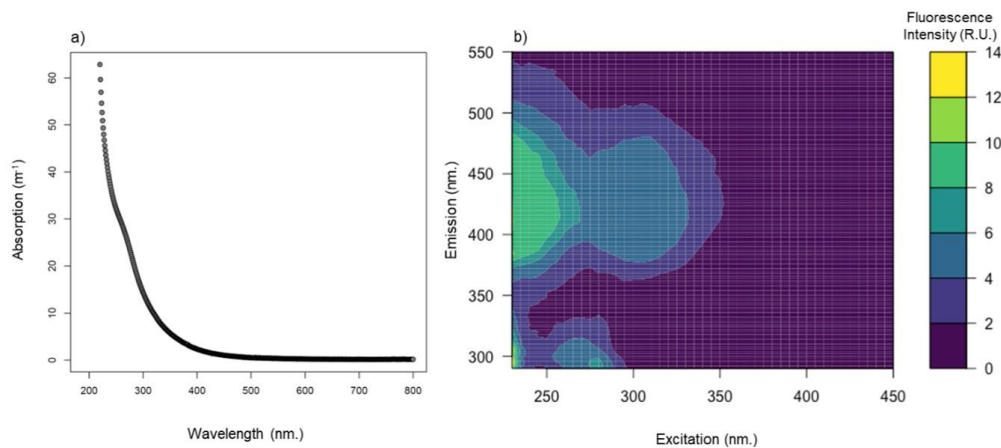 a)
Absorption (m⁻¹)
60
50
40
30
20
10
0
200 300 400 500 600 700 800
Wavelength (nm.)
b)
Emission (nm.)
550
500
450
400
350
300
250 300 350 400 450
Excitation (nm.)
Fluorescence
Intensity (R.U.)
14
12
10
8
6
4
2
0